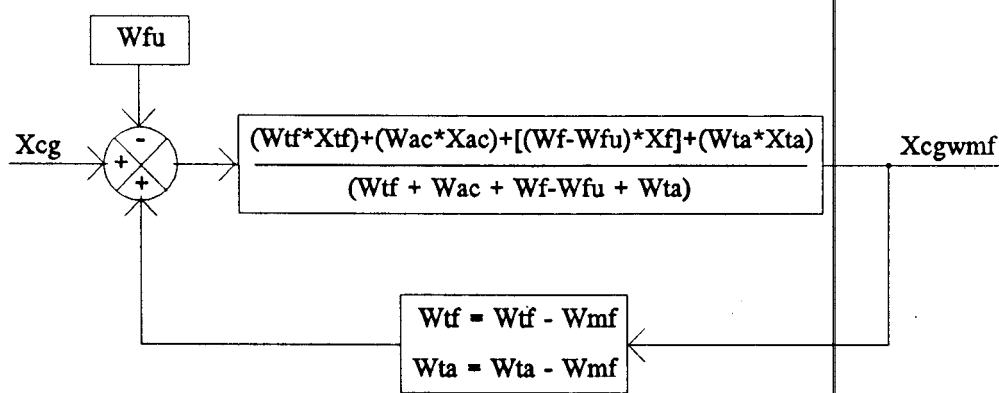 Wfu
Xcg
-
+
+
(Wtf*Xtf)+(Wac*Xac)+[(Wf-Wfu)*Xf]+(Wta*Xta)
(Wtf + Wac + Wf-Wfu + Wta)
Xcgwmf
Wtf = Wtf - Wmf
Wta = Wta - Wmf